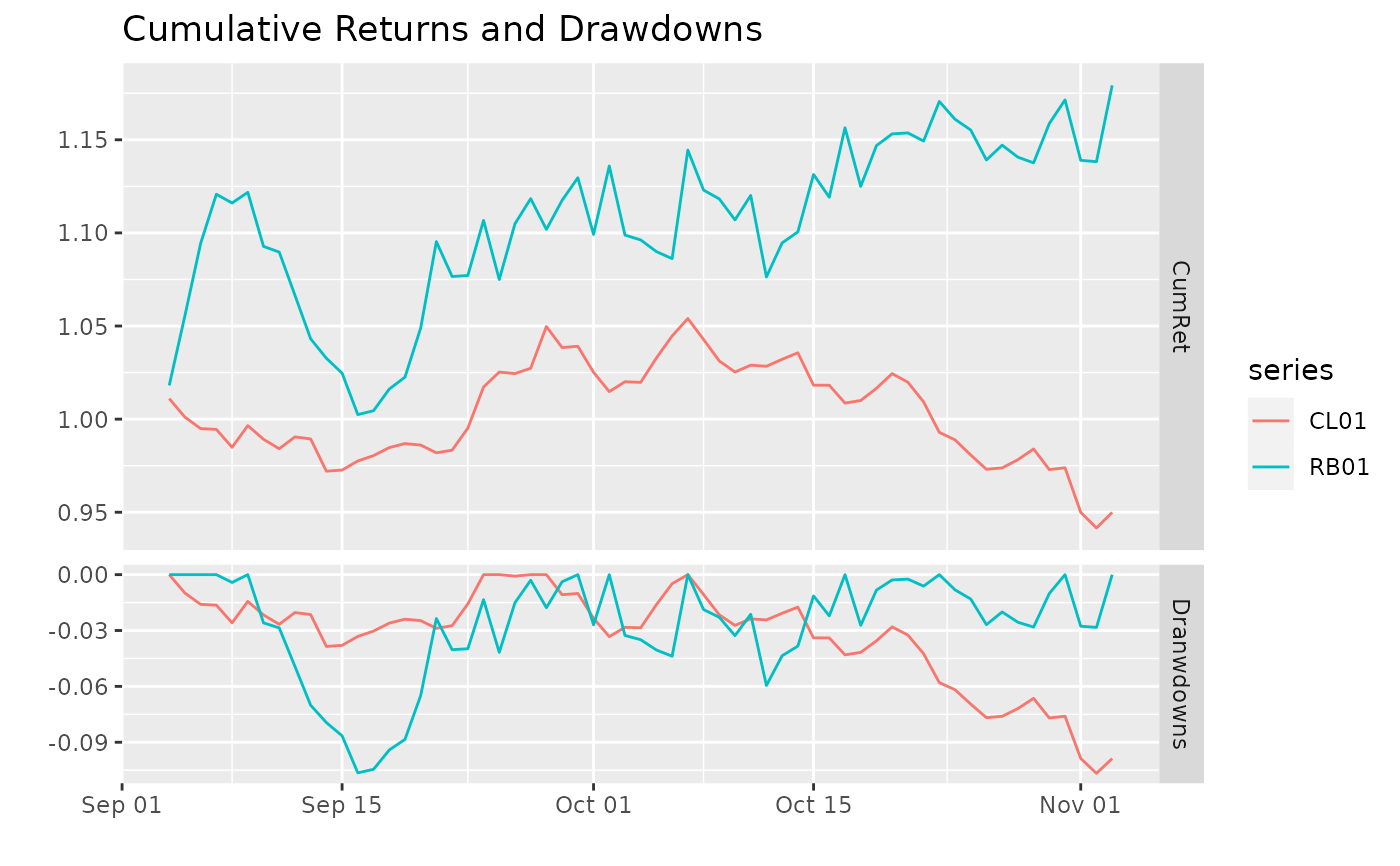 Cumulative Returns and Drawdowns
1.15
1.10
1.05
1.00
0.95
CumRet
0.00
-0.03
-0.06
-0.09
Dranwdowns
Sep 01
Sep 15
Oct 01
Oct 15
Nov 01
series
CL01
RB01